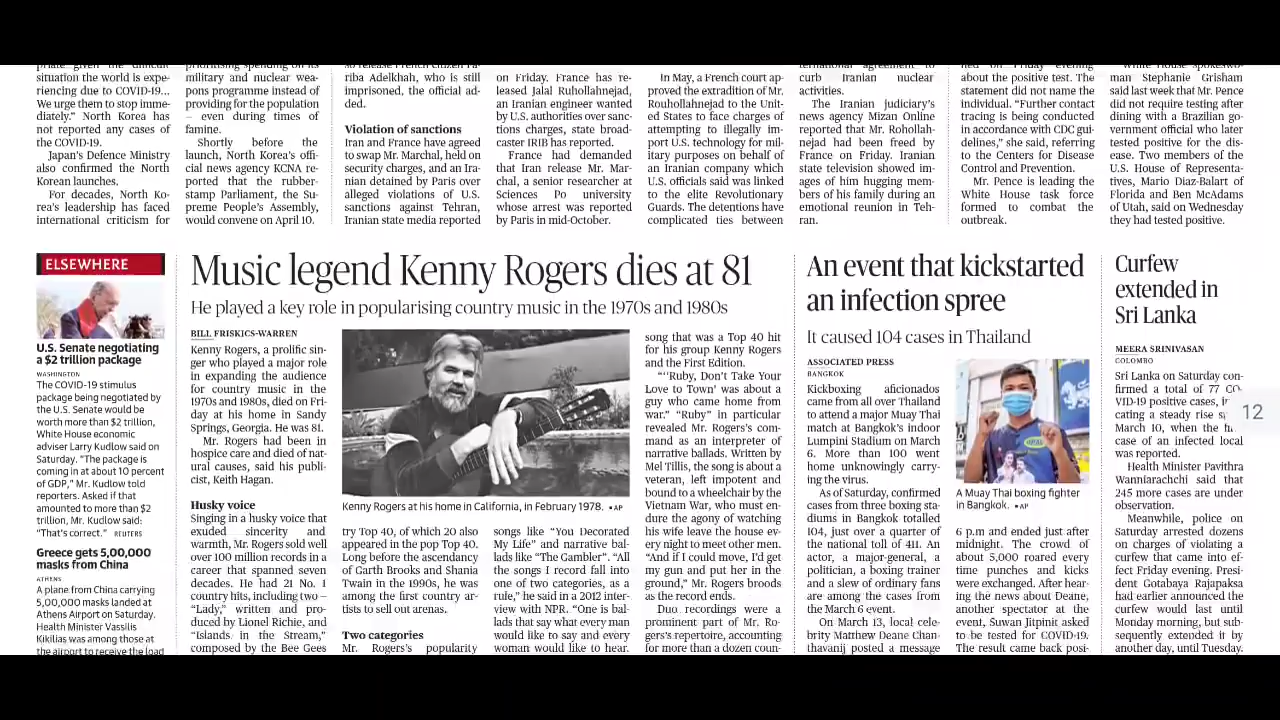 situation the world is expe-
riencing due to COVID-19...
We urge them to stop imme-
diately.” North Korea has
not reported any cases of
the COVID-19.
Japan’s Defence Ministry
also confirmed the North
Korean launches.
For decades, North Ko-
rea’s leadership has faced
international criticism for
prioritising spending on its
military and nuclear wea-
pons programme instead of
providing for the population
– even during times of
famine.
Shortly before the
launch, North Korea’s offi-
cial news agency KCNA re-
ported that the rubber-
stamp Parliament, the Su-
preme People’s Assembly,
would convene on April 10.
so release French citizen Fa-
riba Adelkhah, who is still
imprisoned, the official ad-
ded.
Violation of sanctions
Iran and France have agreed
to swap Mr. Marchal, held on
security charges, and an Ira-
nian detained by Paris over
alleged violations of U.S.
sanctions against Tehran,
Iranian state media reported
on Friday. France has re-
leased Jalal Ruhollahnejad,
an Iranian engineer wanted
by U.S. authorities over sanc-
tions charges, state broad-
caster IRIB has reported.
France had demanded
that Iran release Mr. Mar-
chal, a senior researcher at
Sciences Po university
whose arrest was reported
by Paris in mid-October.
In May, a French court ap-
proved the extradition of Mr.
Rouhollahnejad to the Unit-
ed States to face charges of
attempting to illegally im-
port U.S. technology for mil-
itary purposes on behalf of
an Iranian company which
U.S. officials said was linked
to the elite Revolutionary
Guards. The detentions have
complicated ties between
ternational agreement to
curb Iranian nuclear
activities.
The Iranian judiciary’s
news agency Mizan Online
reported that Mr. Rohollah-
nejad had been freed by
France on Friday. Iranian
state television showed im-
ages of him hugging mem-
bers of his family during an
emotional reunion in Teh-
ran.
ned on Friday evening
about the positive test. The
statement did not name the
individual. “Further contact
tracing is being conducted
in accordance with CDC gui-
delines,” she said, referring
to the Centers for Disease
Control and Prevention.
Mr. Pence is leading the
White House task force
formed to combat the
outbreak.
White House spokewo-
man Stephanie Grisham
said last week that Mr. Pence
did not require testing after
dining with a Brazilian go-
vernment official who later
tested positive for the dis-
ease. Two members of the
U.S. House of Representa-
tives, Mario Diaz-Balart of
Florida and Ben McAdams
of Utah, said on Wednesday
they had tested positive.
ELSEWHERE
U.S. Senate negotiating
a $2 trillion package
WASHINGTON
The COVID-19 stimulus
package being negotiated by
the U.S. Senate would be
worth more than $2 trillion,
White House economic
adviser Larry Kudlow said on
Saturday. “The package is
coming in at about 10 percent
of GDP,” Mr. Kudlow told
reporters. Asked if that
amounted to more than $2
trillion, Mr. Kudlow said:
“That’s correct.” REUTERS
Greece gets 5,00,000
masks from China
ATHENS
A plane from China carrying
5,00,000 masks landed at
Athens Airport on Saturday.
Health Minister Vassilis
Kikilias was among those at
the airport to receive the load
Music legend Kenny Rogers dies at 81
He played a key role in popularising country music in the 1970s and 1980s
BILL FRISKICS-WARREN
Kenny Rogers, a prolific sin-
ger who played a major role
in expanding the audience
for country music in the
1970s and 1980s, died on Fri-
day at his home in Sandy
Springs, Georgia. He was 81.
Mr. Rogers had been in
hospice care and died of nat-
ural causes, said his publi-
cist, Keith Hagan.
Husky voice
Singing in a husky voice that
exuded sincerity and
warmth, Mr. Rogers sold well
over 100 million records in a
career that spanned seven
decades. He had 21 No. 1
country hits, including two –
“Lady,” written and pro-
duced by Lionel Richie, and
“Islands in the Stream,”
composed by the Bee Gees
Kenny Rogers at his home in California, in February 1978. • AP
try Top 40, of which 20 also
appeared in the pop Top 40.
Long before the ascendancy
of Garth Brooks and Shania
Twain in the 1990s, he was
among the first country ar-
tists to sell out arenas.
Two categories
Mr. Rogers’s popularity
songs like “You Decorated
My Life” and narrative bal-
lads like “The Gambler”. “All
the songs I record fall into
one of two categories, as a
rule,” he said in a 2012 inter-
view with NPR. “One is bal-
lads that say what every man
would like to say and every
woman would like to hear.
song that was a Top 40 hit
for his group Kenny Rogers
and the First Edition.
“‘Ruby, Don’t Take Your
Love to Town’ was about a
guy who came home from
war.” “Ruby” in particular
revealed Mr. Rogers’s com-
mand as an interpreter of
narrative ballads. Written by
Mel Tillis, the song is about a
veteran, left impotent and
bound to a wheelchair by the
Vietnam War, who must en-
dure the agony of watching
his wife leave the house ev-
ery night to meet other men.
“And if I could move, I’d get
my gun and put her in the
ground,” Mr. Rogers broods
as the record ends.
Duo recordings were a
prominent part of Mr. Ro-
gers’s repertoire, accounting
for more than a dozen coun-
An event that kickstarted
an infection spree
It caused 104 cases in Thailand
ASSOCIATED PRESS
BANGKOK
Kickboxing aficionados
came from all over Thailand
to attend a major Muay Thai
match at Bangkok’s indoor
Lumpini Stadium on March
6. More than 100 went
home unknowingly carry-
ing the virus.
As of Saturday, confirmed
cases from three boxing sta-
diums in Bangkok totalled
104, just over a quarter of
the national toll of 411. An
actor, a major-general, a
politician, a boxing trainer
and a slew of ordinary fans
are among the cases from
the March 6 event.
On March 13, local cele-
brity Matthew Deane Chan-
thavanij posted a message
A Muay Thai boxing fighter
in Bangkok. • AP
6 p.m and ended just after
midnight. The crowd of
about 5,000 roared every
time punches and kicks
were exchanged. After hear-
ing the news about Deane,
another spectator at the
event, Suwan Jitpinit asked
to be tested for COVID-19.
The result came back posi-
Curfew
extended in
Sri Lanka
MEERA SRINIVASAN
COLOMBO
Sri Lanka on Saturday con-
firmed a total of 77 CO-
VID-19 positive cases,
cating a steady rise
March 10, when the
case of an infected local
was reported.
Health Minister Pavithra
Wanniarachchi said that
245 more cases are under
observation.
Meanwhile, police on
Saturday arrested dozens
on charges of violating a
curfew that came into ef-
fect Friday evening. Presi-
dent Gotabaya Rajapaksa
had earlier announced the
curfew would last until
Monday morning, but sub-
sequently extended it by
another day, until Tuesday.
12